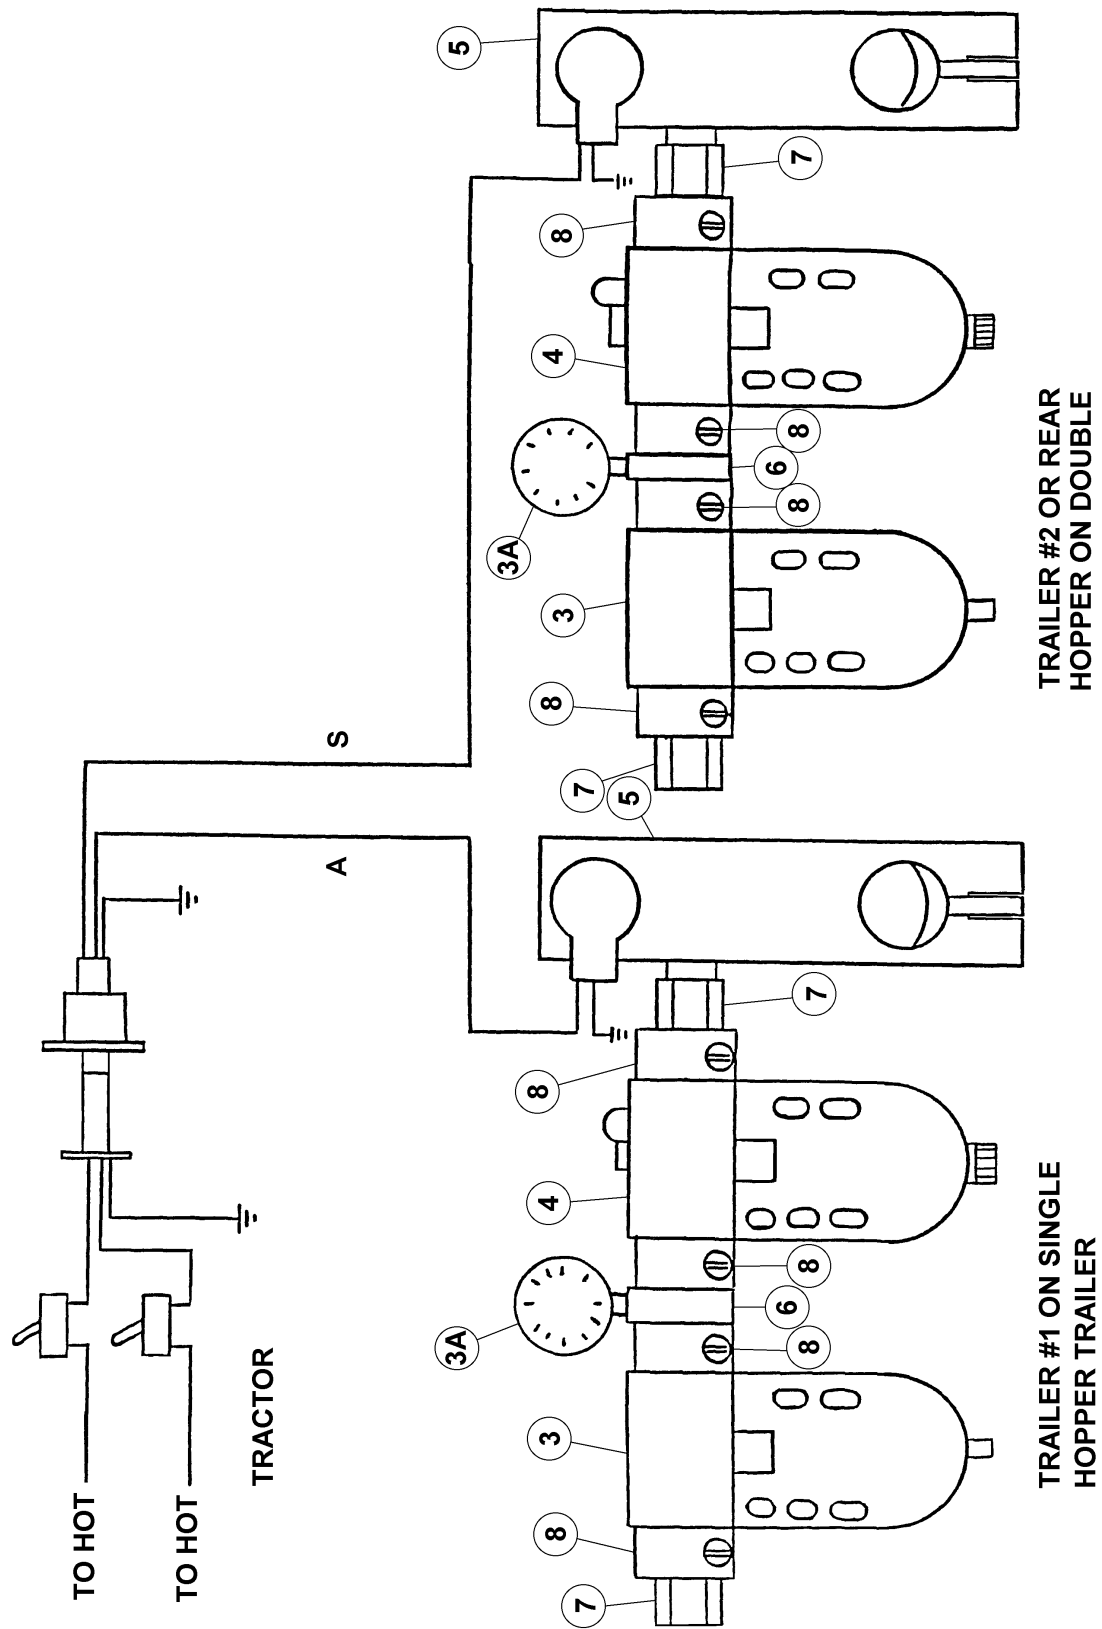 TO HOT
TO HOT
TRACTOR
A
S
7
8
3
3A
4
8
5
8
6
8
7
TRAILER #1 ON SINGLE
HOPPER TRAILER
7
8
3
3A
4
8
5
8
6
8
7
TRAILER #2 OR REAR
HOPPER ON DOUBLE